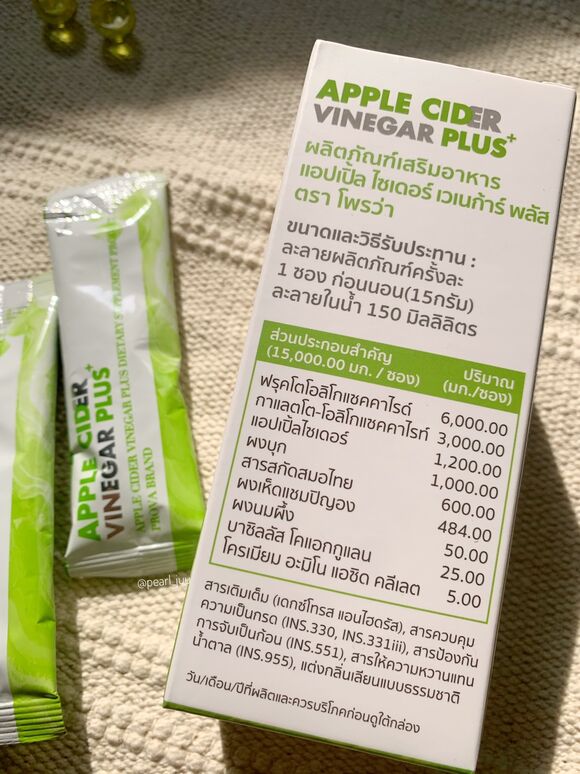 APPLE CIDER
VINEGAR PLUS+
ผลิตภัณฑ์เสริมอาหาร
แอปเปิ้ล ไซเดอร์ เวเนก้าร์ พลัส
ตรา โพรว่า
ขนาดและวิธีรับประทาน :
ละลายผลิตภัณฑ์ครั้งละ
1 ซอง ก่อนนอน(15กรัม)
ละลายในน้ำ 150 มิลลิลิตร
ส่วนประกอบสำคัญ ปริมาณ
(15,000.00 มก. / ซอง) (มก./ซอง)
ฟรุคโตโอลิโกแซคคาไรด์ 6,000.00
กาแลตโต-โอลิโกแซคคาไรท์ 3,000.00
แอปเปิ้ลไซเดอร์ 1,200.00
ผงบุก 1,000.00
สารสกัดสมอไทย 600.00
ผงเห็ดแชมปิญอง 484.00
ผงนมผึ้ง 50.00
บาซิลลัส โคแอกกูแลน 25.00
โครเมียม อะมิโน แอซิด คลีเลต 5.00
สารเติมเต็ม (เดกซ์โทรส แอนไฮดรัส), สารควบคุม
ความเป็นกรด (INS.330, INS.331iii), สารป้องกัน
การจับเป็นก้อน (INS.551), สารให้ความหวานแทน
น้ำตาล (INS.955), แต่งกลิ่นเลียนแบบธรรมชาติ
วัน/เดือน/ปีที่ผลิตและควรบริโภคก่อนดูใต้กล่อง
APPLE CIDER
VINEGAR PLUS+
APPLE CIDER VINEGAR PLUS DIETARY SUPPLEMENT
PROVA BRAND